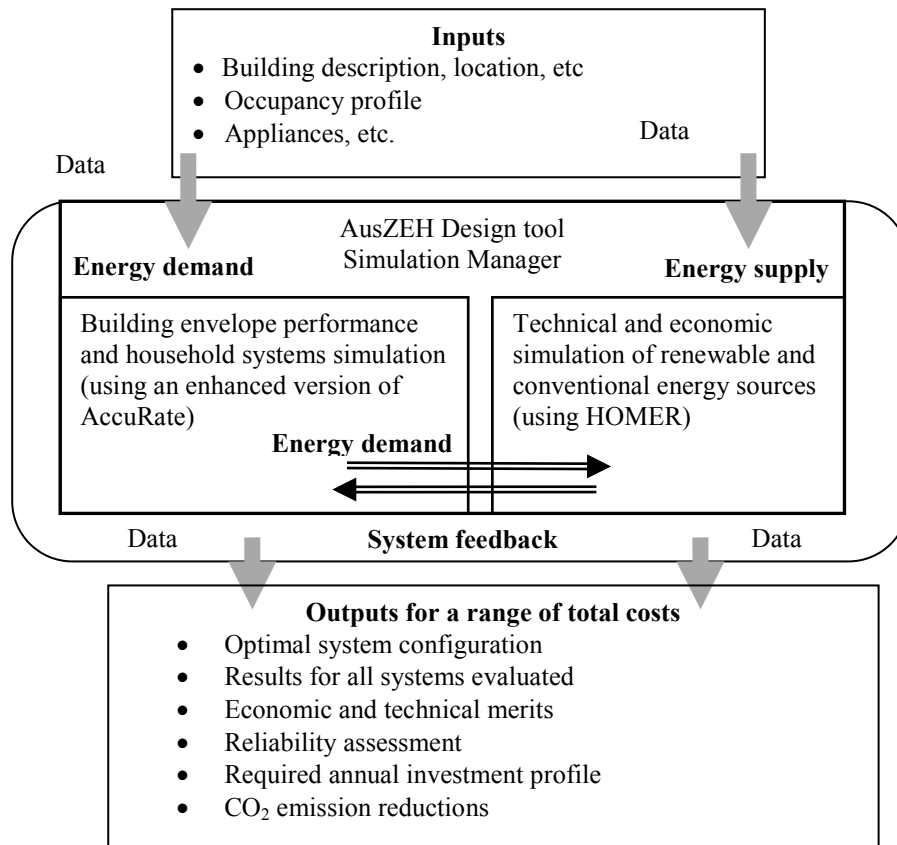 Inputs
• Building description, location, etc
• Occupancy profile
• Appliances, etc.
Data
Data
AusZEH Design tool
Simulation Manager
Energy demand
Energy supply
Building envelope performance
and household systems simulation
(using an enhanced version of
AccuRate)
Technical and economic
simulation of renewable and
conventional energy sources
(using HOMER)
Energy demand
Data
System feedback
Data
Outputs for a range of total costs
• Optimal system configuration
• Results for all systems evaluated
• Economic and technical merits
• Reliability assessment
• Required annual investment profile
• CO₂ emission reductions